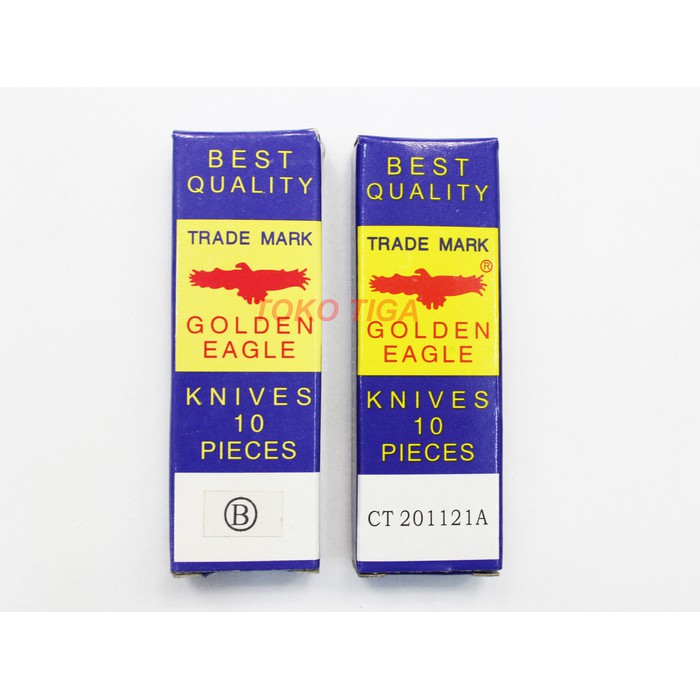 BEST
QUALITY
TRADE MARK
GOLDEN
EAGLE
KNIVES
10
PIECES
Ⓑ
BEST
QUALITY
TRADE MARK
®
GOLDEN
EAGLE
KNIVES
10
PIECES
CT 201121A
TOKO TIGA